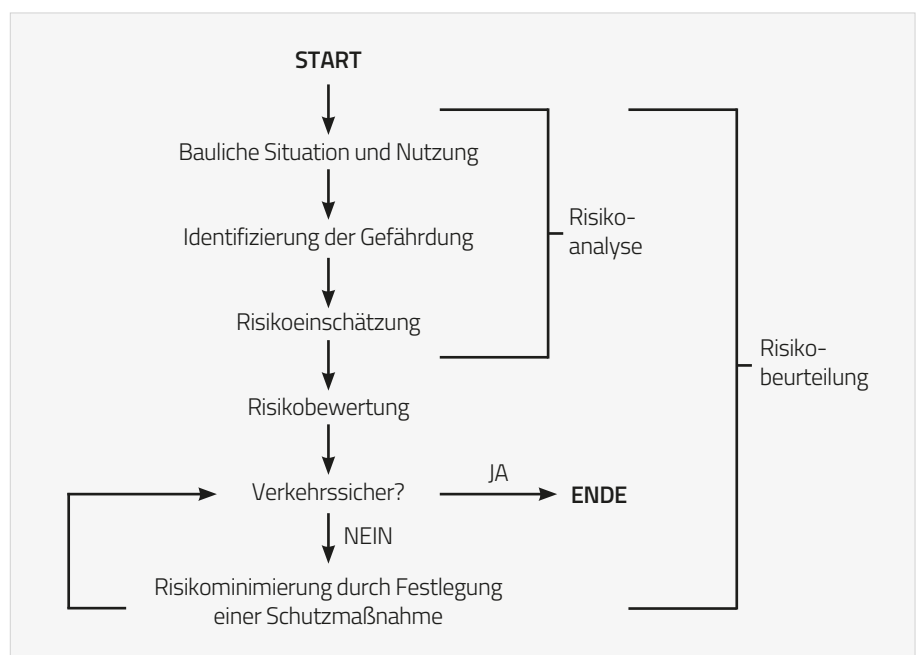 START
Bauliche Situation und Nutzung
Identifizierung der Gefährdung
Risiko-
analyse
Risikoeinschätzung
Risiko-
beurteilung
Risikobewertung
Verkehrssicher?
JA
ENDE
NEIN
Risikominimierung durch Festlegung
einer Schutzmaßnahme